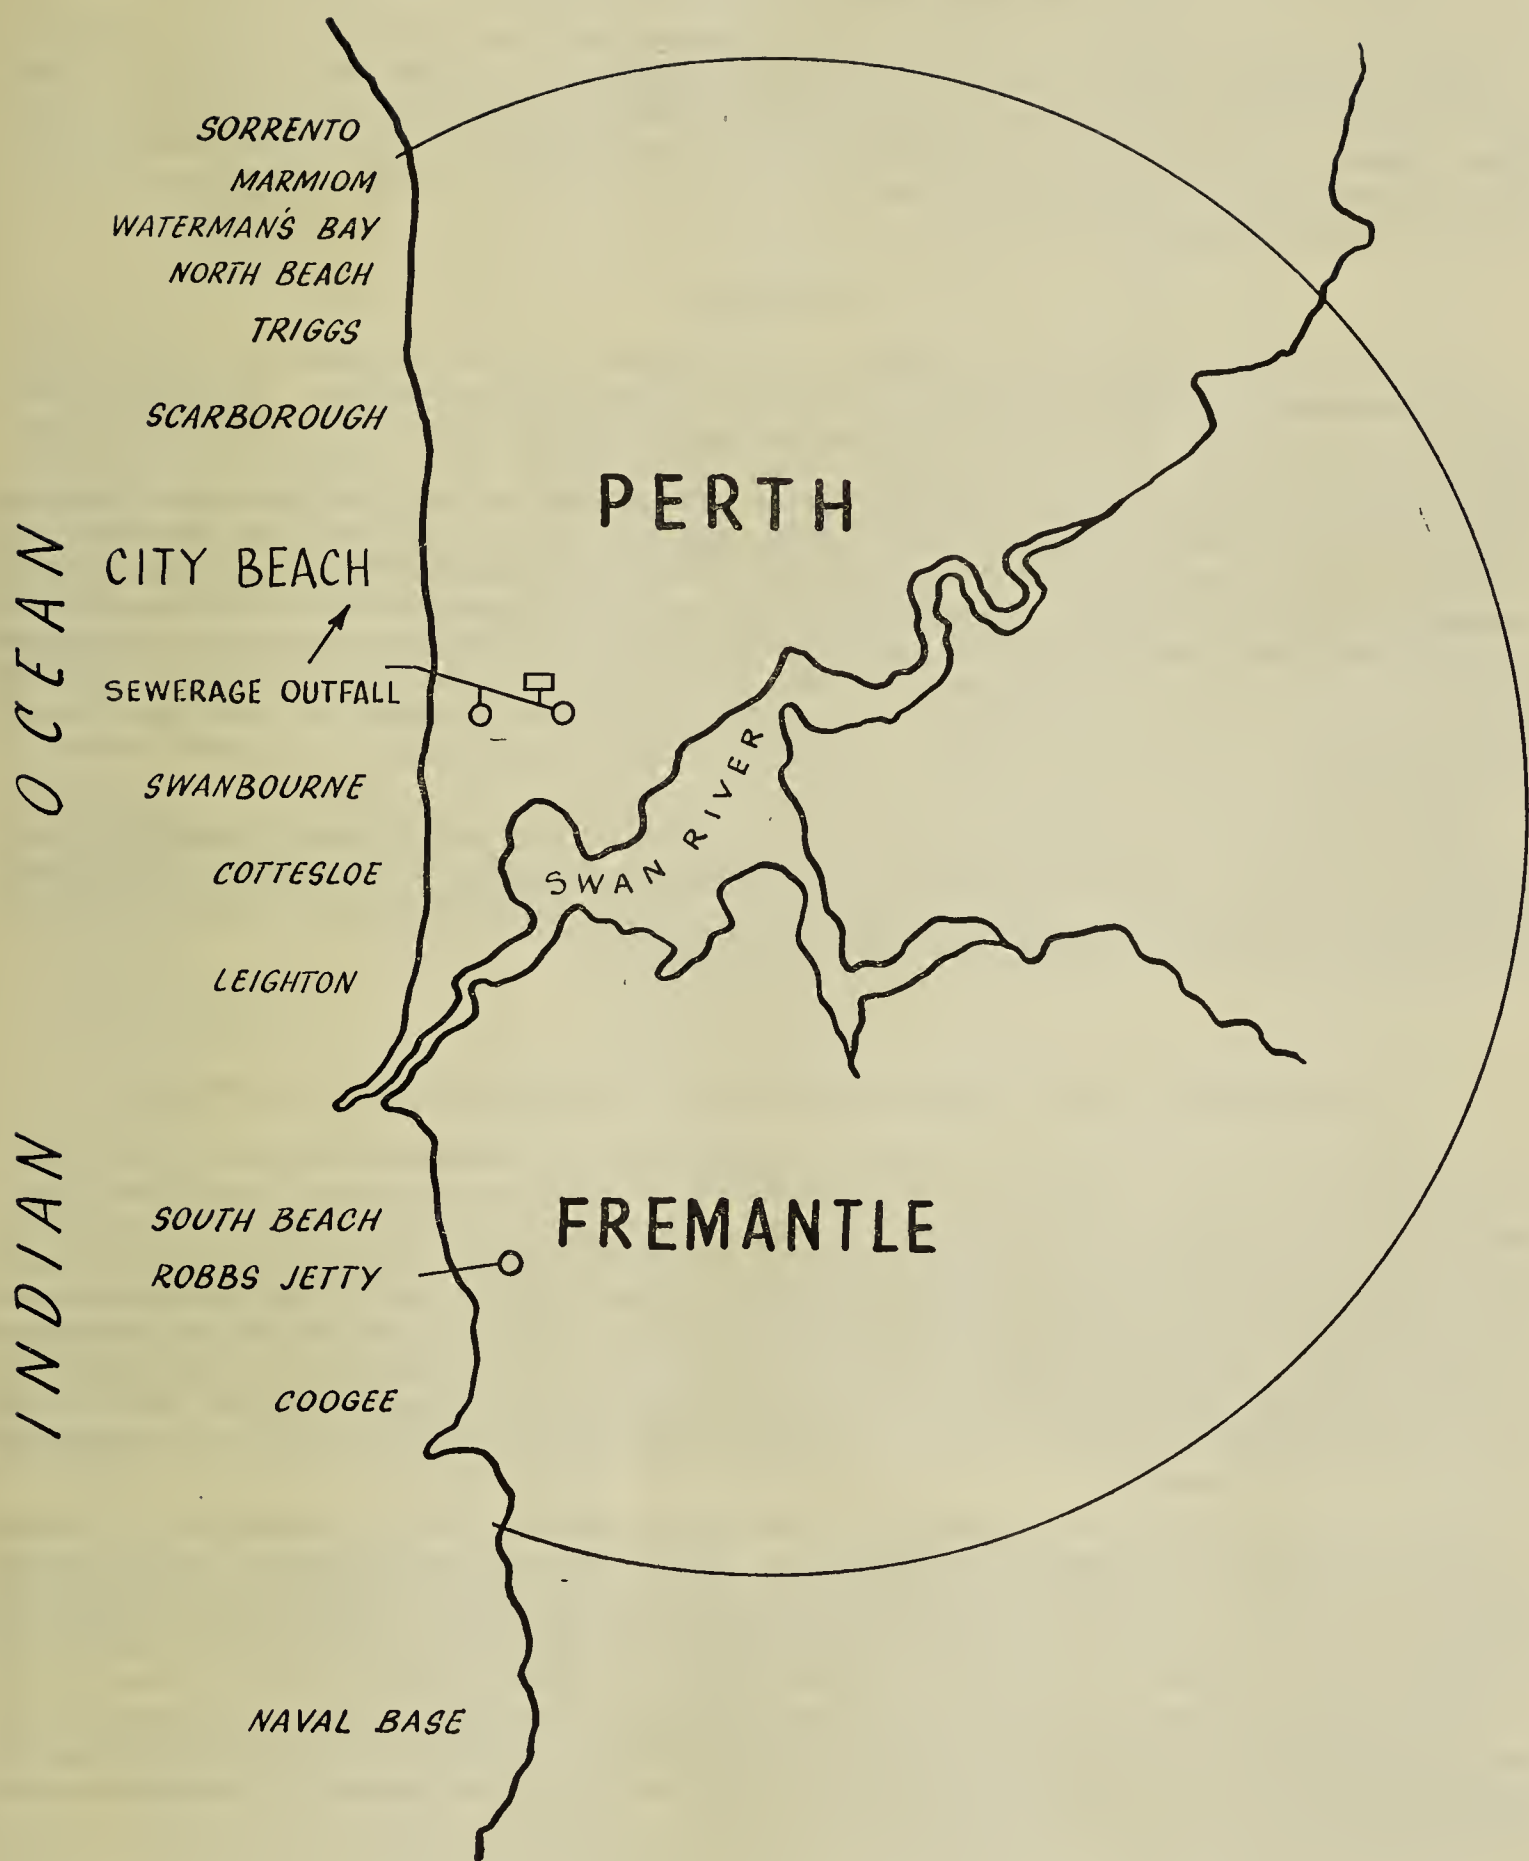 SORRENTO
MARMIOM
WATERMAN'S BAY
NORTH BEACH
TRIGGS
SCARBOROUGH
PERTH
CITY BEACH
SEWERAGE OUTFALL
SWAN RIVER
SWANBOURNE
COTTESLOE
LEIGHTON
INDIAN OCEAN
SOUTH BEACH
FREMANTLE
ROBBS JETTY
COOGEE
NAVAL BASE